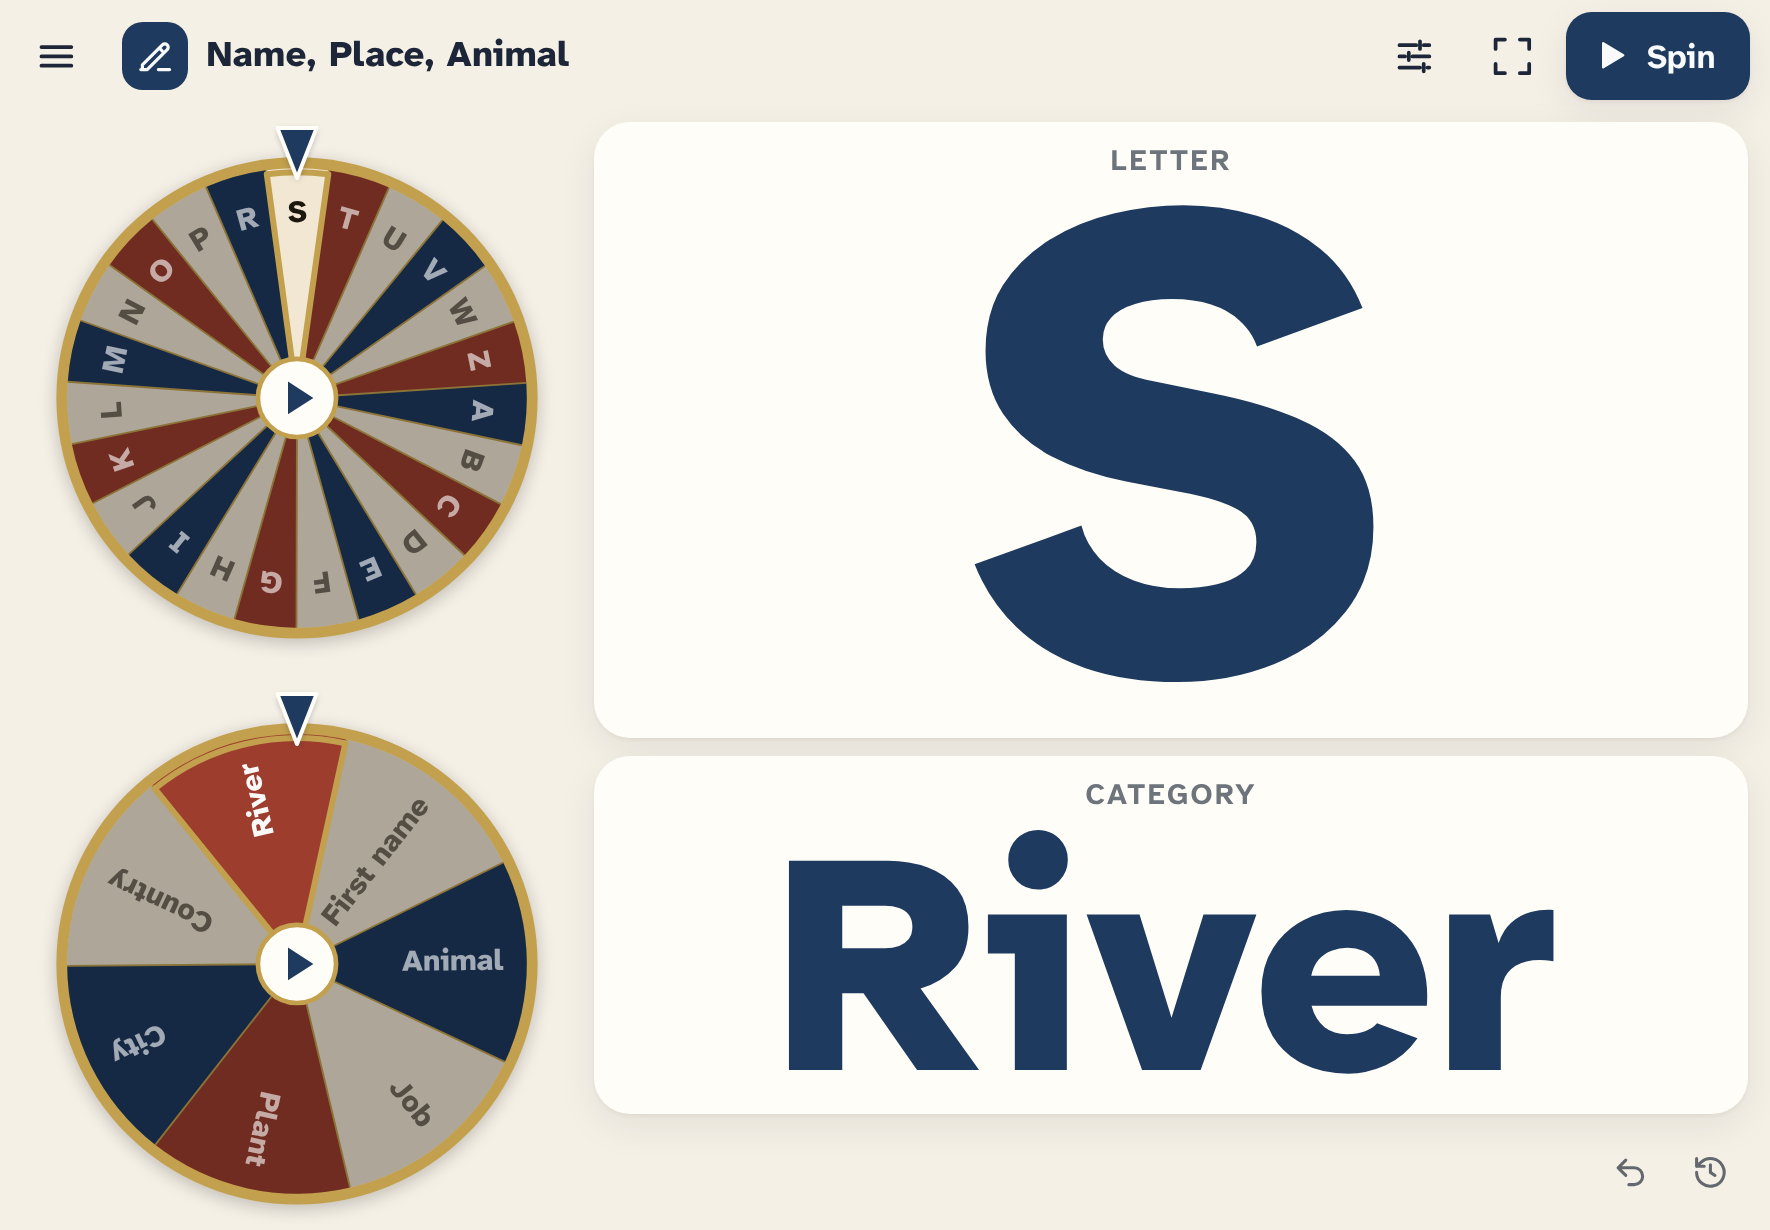 Name, Place, Animal
Spin
LETTER
S
CATEGORY
River
S
T
U
V
W
Z
A
B
C
D
E
F
G
H
I
J
K
L
M
N
O
P
R
River
First name
Animal
Job
Plant
City
Country